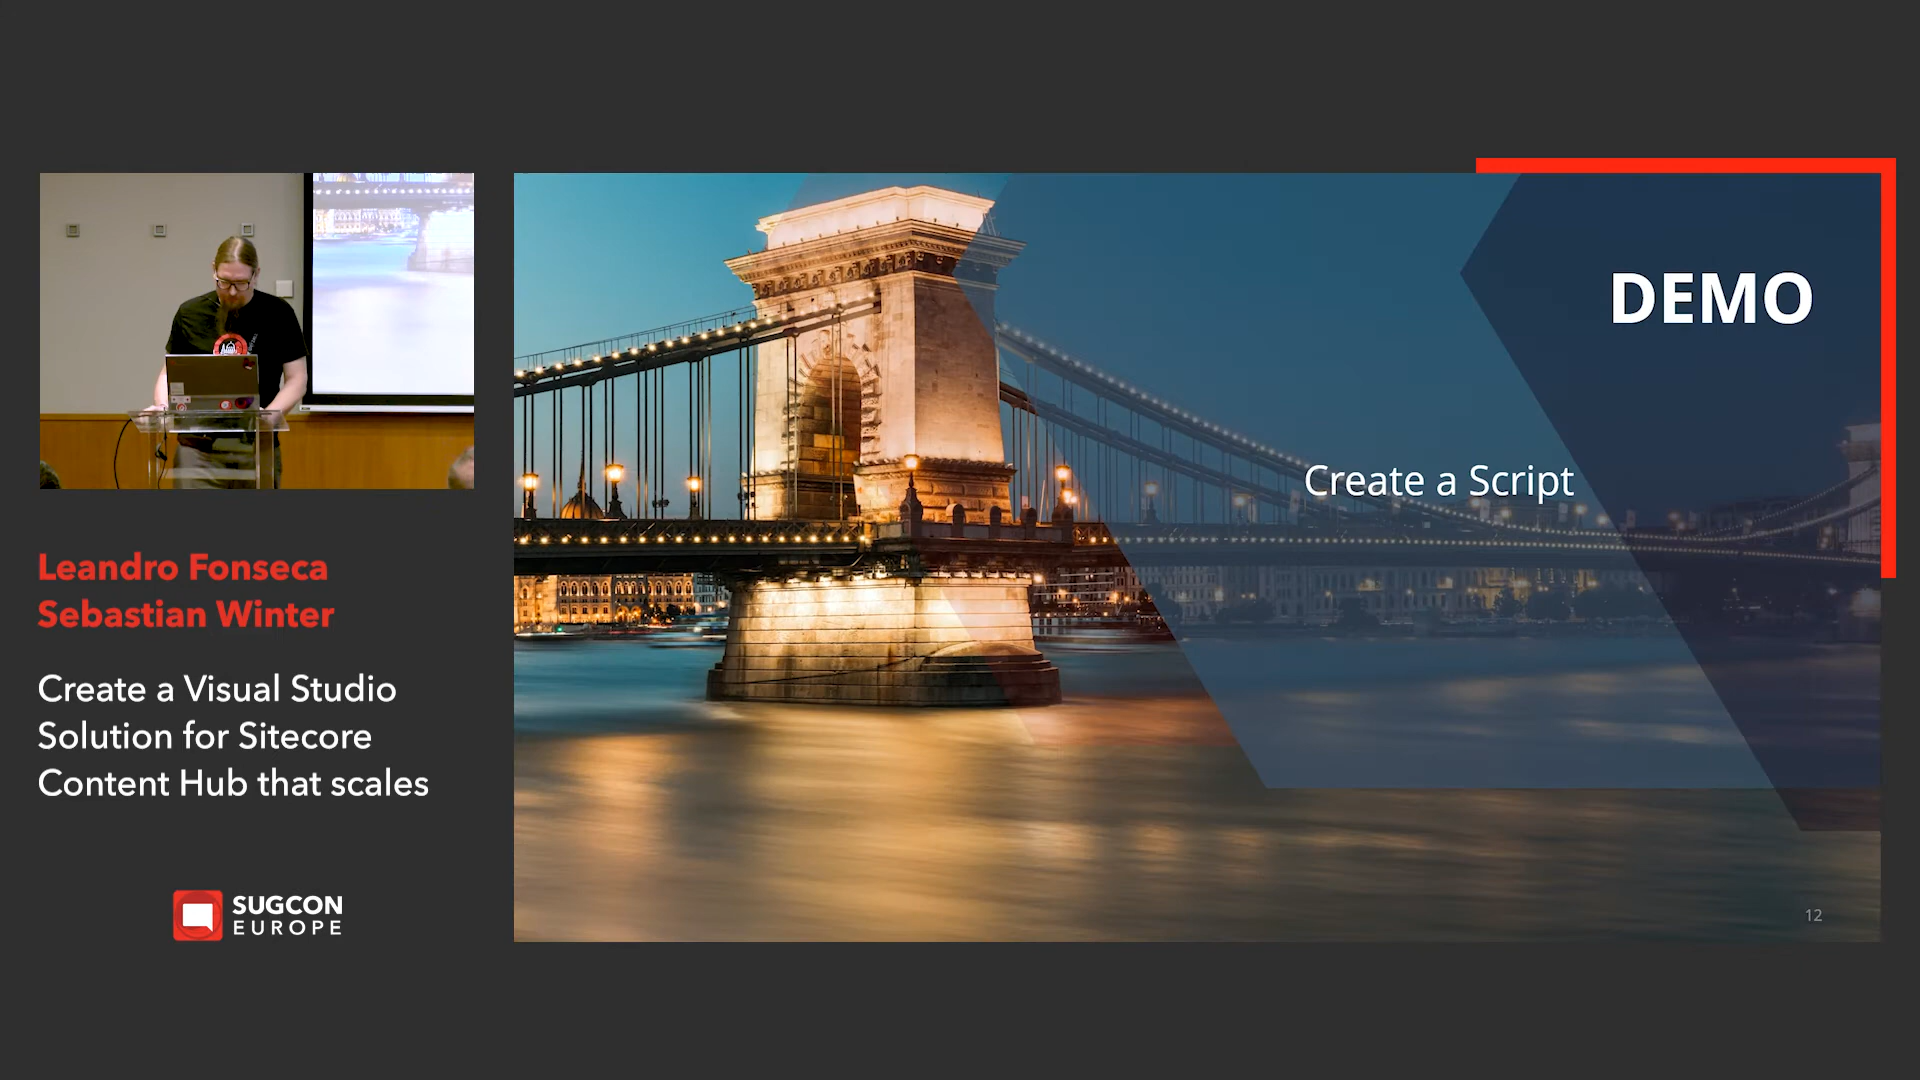 DEMO
Create a Script
12
Leandro Fonseca
Sebastian Winter
Create a Visual Studio
Solution for Sitecore
Content Hub that scales
SUGCON
EUROPE